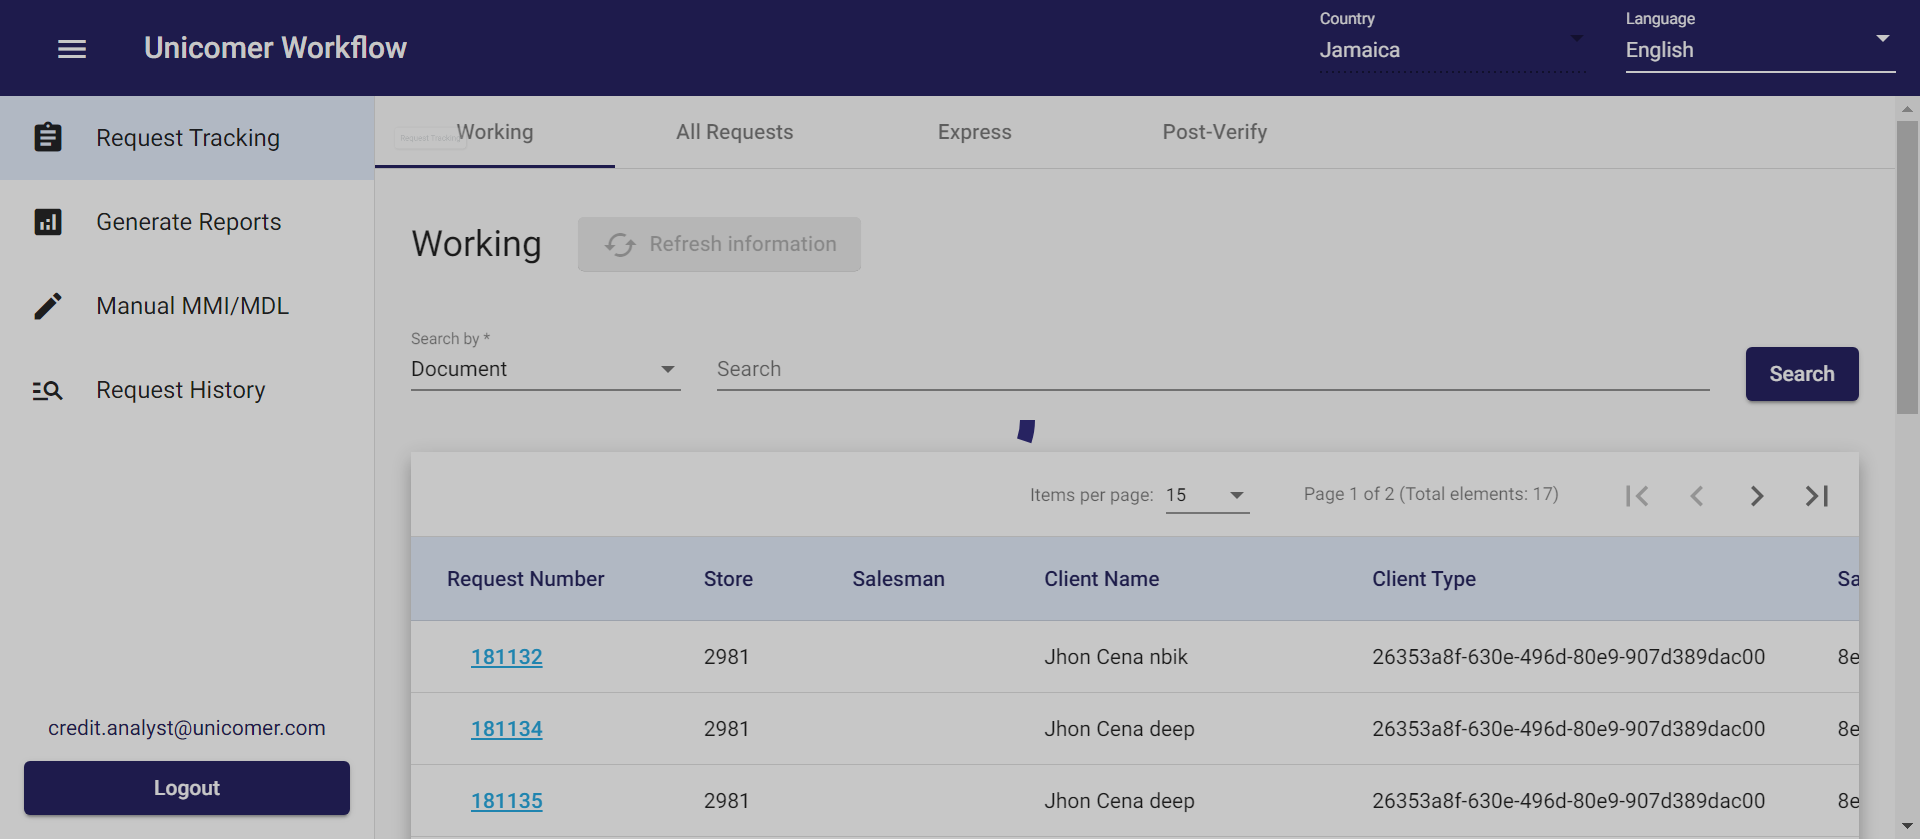 Unicomer Workflow
Country
Jamaica
Language
English
Request Tracking
Generate Reports
Manual MMI/MDL
Request History
credit.analyst@unicomer.com
Logout
Request Tracking
Working
All Requests
Express
Post-Verify
Working
Refresh information
Search by *
Document
Search
Search
Items per page: 15
Page 1 of 2 (Total elements: 17)
Request Number Store Salesman Client Name Client Type Sa
181132 2981 Jhon Cena nbik 26353a8f-630e-496d-80e9-907d389dac00 8e
181134 2981 Jhon Cena deep 26353a8f-630e-496d-80e9-907d389dac00 8e
181135 2981 Jhon Cena deep 26353a8f-630e-496d-80e9-907d389dac00 8e